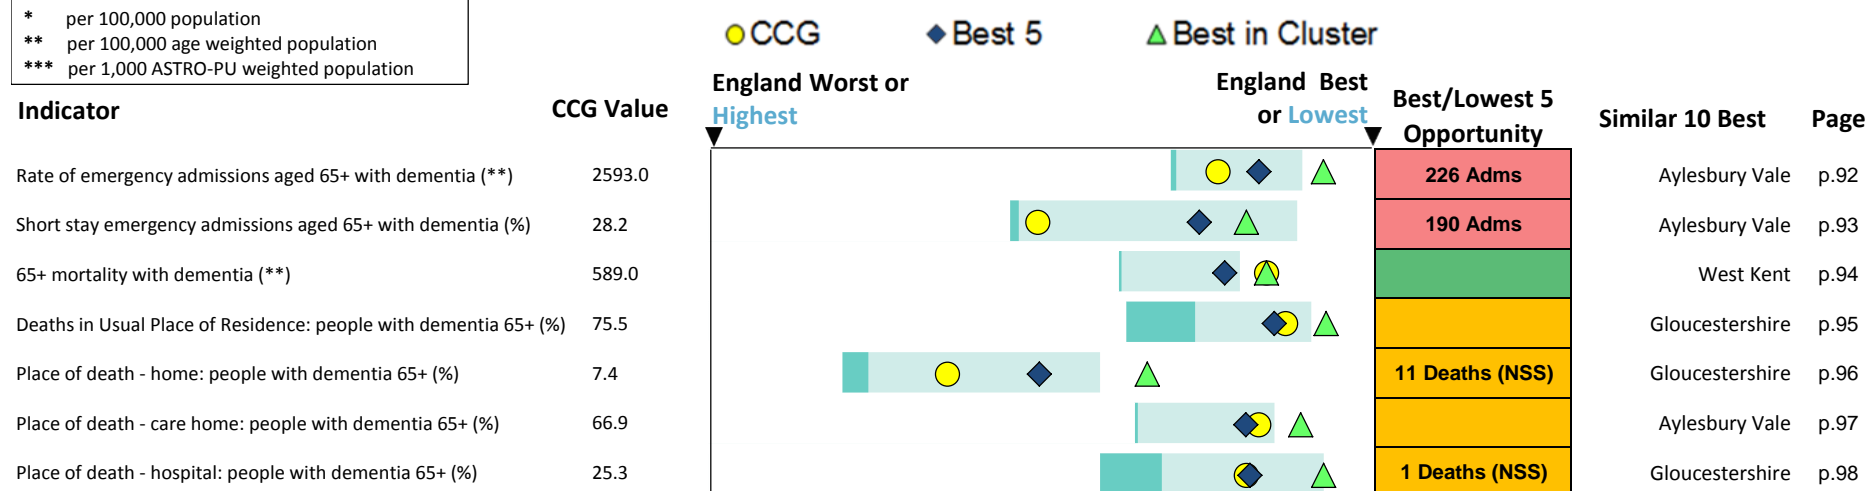 * per 100,000 population
** per 100,000 age weighted population
*** per 1,000 ASTRO-PU weighted population
CCG Best 5 Best in Cluster
Indicator CCG Value England Worst or Highest England Best or Lowest Best/Lowest 5 Opportunity Similar 10 Best Page
Rate of emergency admissions aged 65+ with dementia (**) 2593.0 226 Adms Aylesbury Vale p.92
Short stay emergency admissions aged 65+ with dementia (%) 28.2 190 Adms Aylesbury Vale p.93
65+ mortality with dementia (**) 589.0 West Kent p.94
Deaths in Usual Place of Residence: people with dementia 65+ (%) 75.5 Gloucestershire p.95
Place of death - home: people with dementia 65+ (%) 7.4 11 Deaths (NSS) Gloucestershire p.96
Place of death - care home: people with dementia 65+ (%) 66.9 Aylesbury Vale p.97
Place of death - hospital: people with dementia 65+ (%) 25.3 1 Deaths (NSS) Gloucestershire p.98